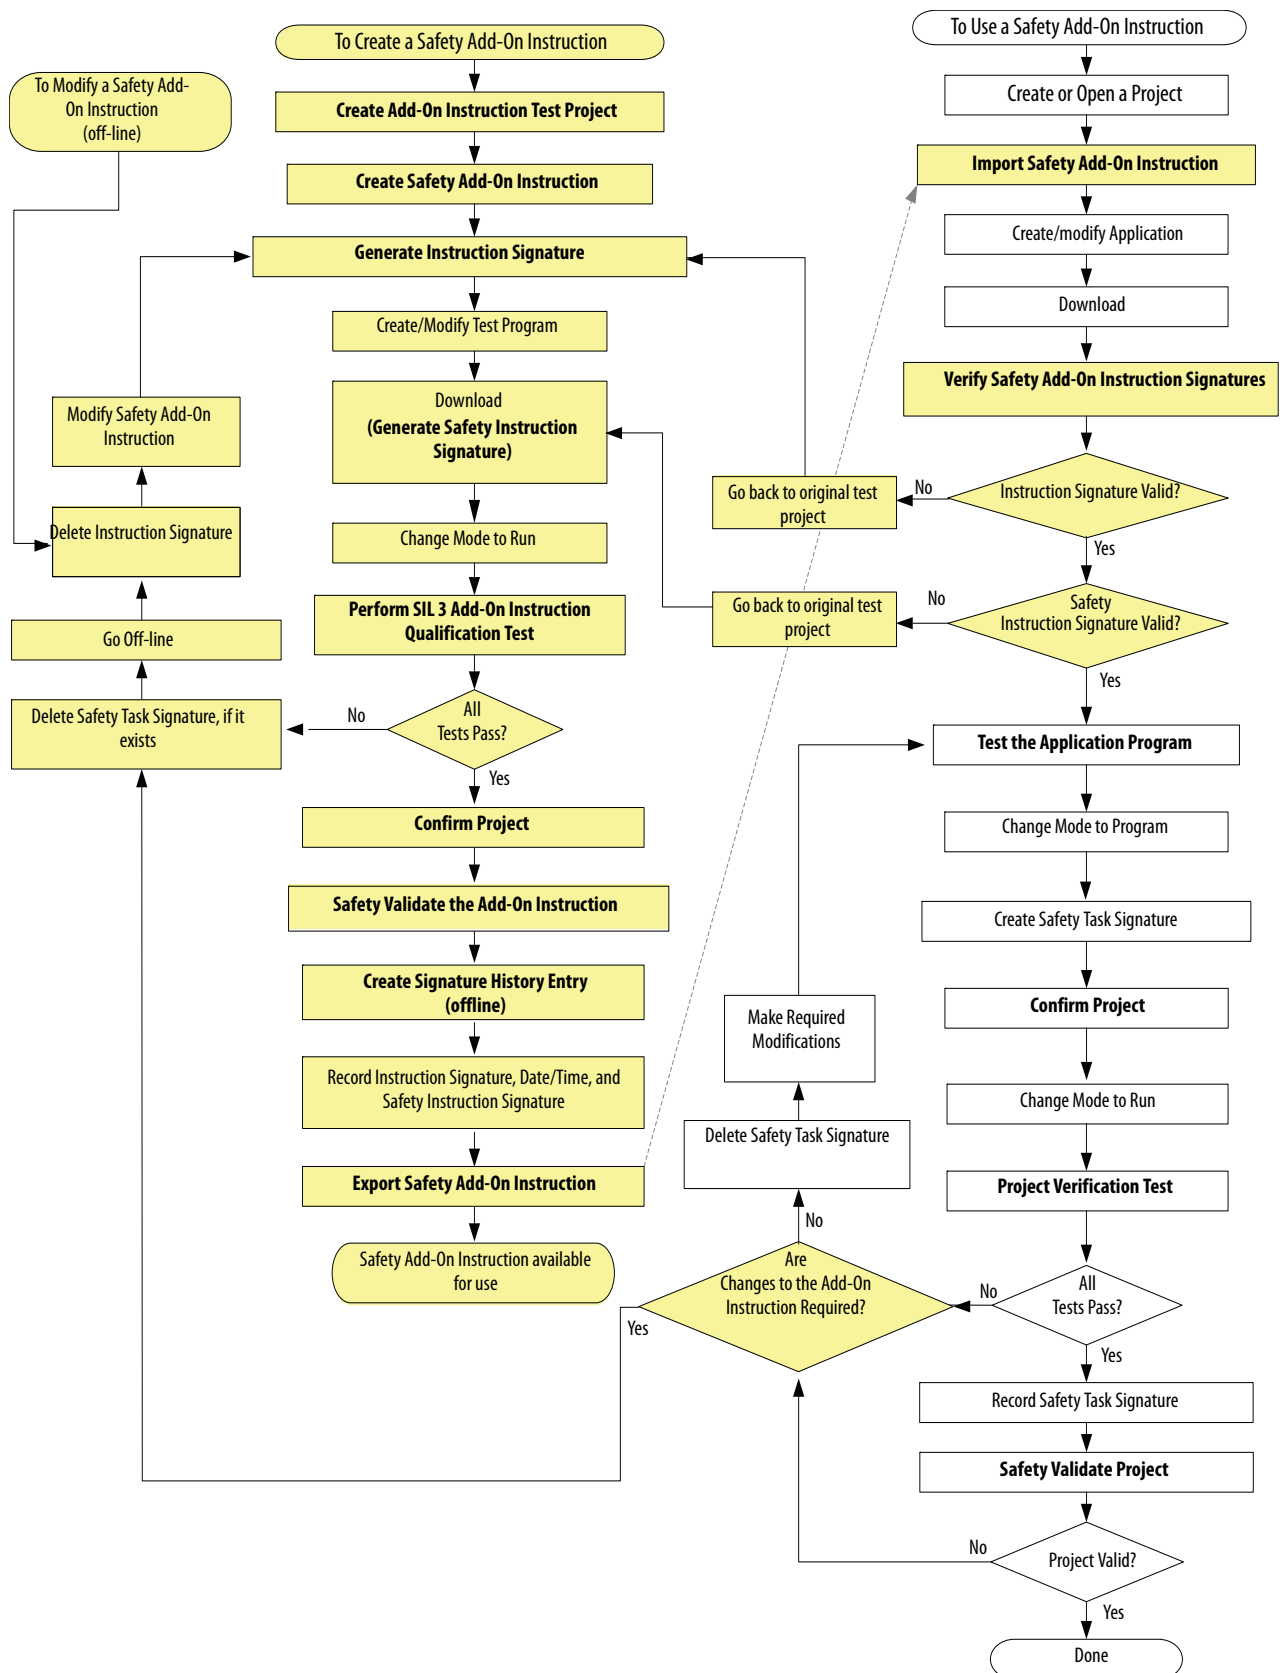 To Create a Safety Add-On Instruction
To Modify a Safety Add-
On Instruction
(off-line)
Create Add-On Instruction Test Project
Create Safety Add-On Instruction
Generate Instruction Signature
Create/Modify Test Program
Download
(Generate Safety Instruction
Signature)
Modify Safety Add-On
Instruction
Delete Instruction Signature
Change Mode to Run
Perform SIL 3 Add-On Instruction
Qualification Test
Go Off-line
Delete Safety Task Signature, if it
exists
No
All
Tests Pass?
Yes
Confirm Project
Safety Validate the Add-On Instruction
Create Signature History Entry
(offline)
Record Instruction Signature, Date/Time, and
Safety Instruction Signature
Export Safety Add-On Instruction
Safety Add-On Instruction available
for use
To Use a Safety Add-On Instruction
Create or Open a Project
Import Safety Add-On Instruction
Create/modify Application
Download
Verify Safety Add-On Instruction Signatures
Instruction Signature Valid?
No
Go back to original test
project
Yes
Safety
Instruction Signature Valid?
No
Go back to original test
project
Yes
Test the Application Program
Change Mode to Program
Create Safety Task Signature
Confirm Project
Change Mode to Run
Project Verification Test
Make Required
Modifications
Delete Safety Task Signature
No
Are
Changes to the Add-On
Instruction Required?
Yes
No
All
Tests Pass?
Yes
Record Safety Task Signature
Safety Validate Project
No
Project Valid?
Yes
Done